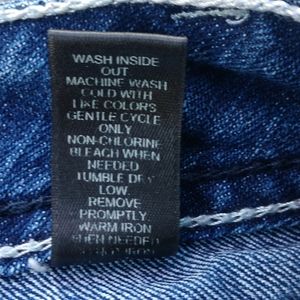 WASH INSIDE
OUT
MACHINE WASH
COLD WITH
LIKE COLORS
GENTLE CYCLE
ONLY
NON-CHLORINE
BLEACH WHEN
NEEDED
TUMBLE DRY
LOW.
REMOVE
PROMPTLY.
WARM IRON
WHEN NEEDED
IRON